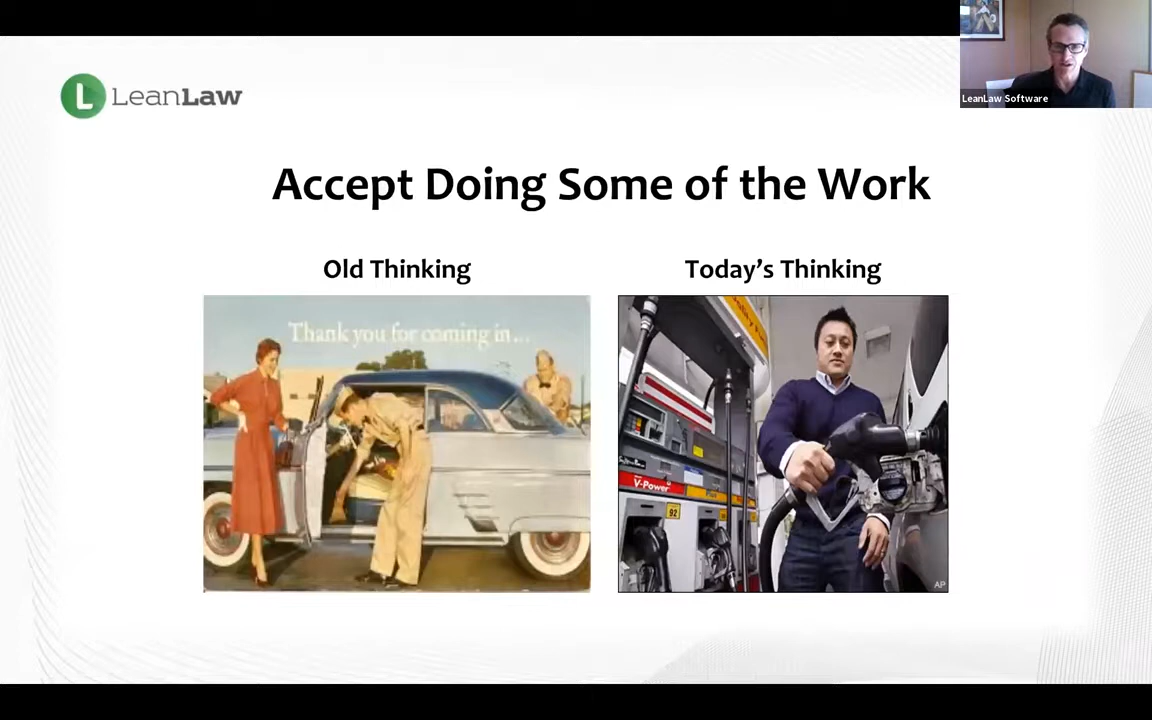 LeanLaw Software
L LeanLaw
Accept Doing Some of the Work
Old Thinking
Today's Thinking
Thank you for coming in...
V-Power
92
AP